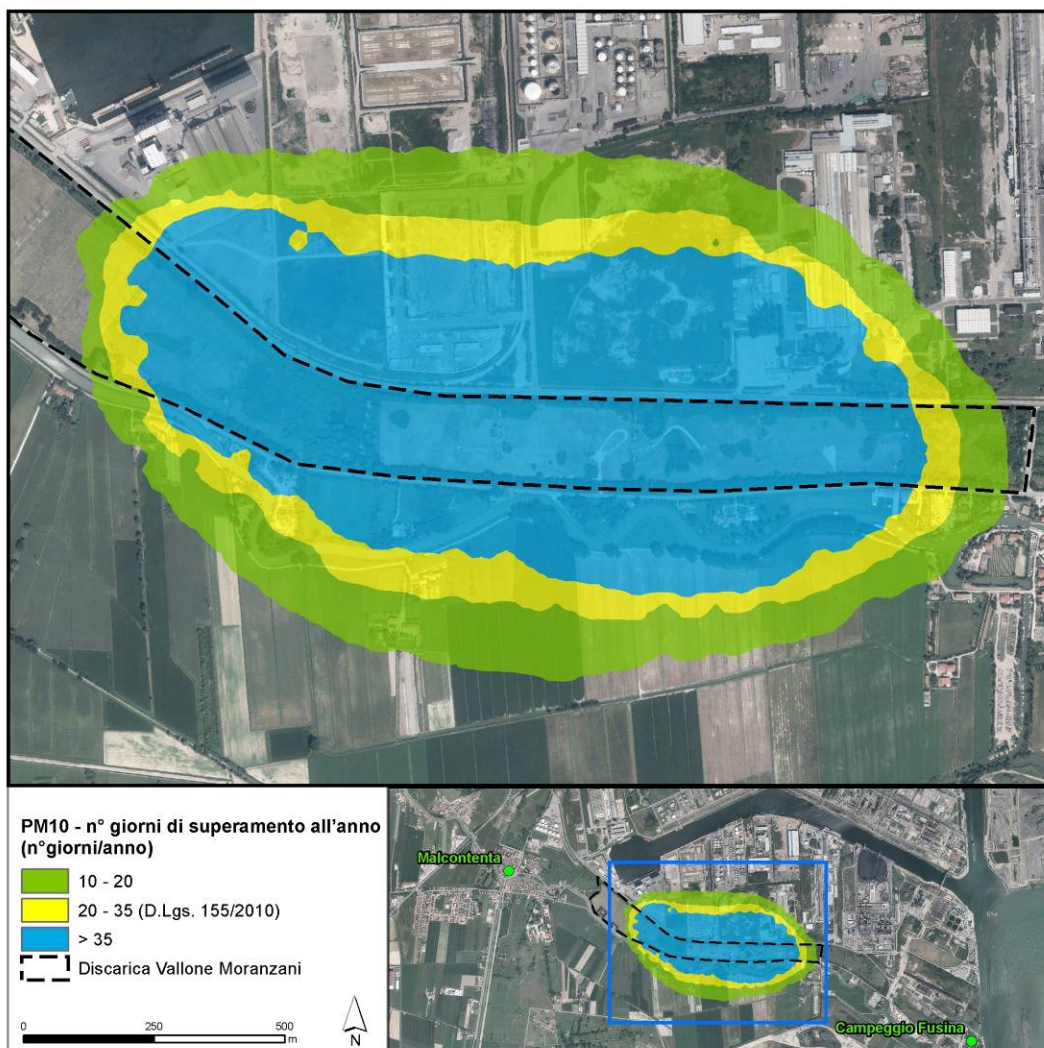 PM10 - n° giorni di superamento all'anno
(n°giorni/anno)
10 - 20
20 - 35 (D.Lgs. 155/2010)
> 35
Discarica Vallone Moranzani
0 250 500
m
N
Malcontenta
Campeggio Fusina